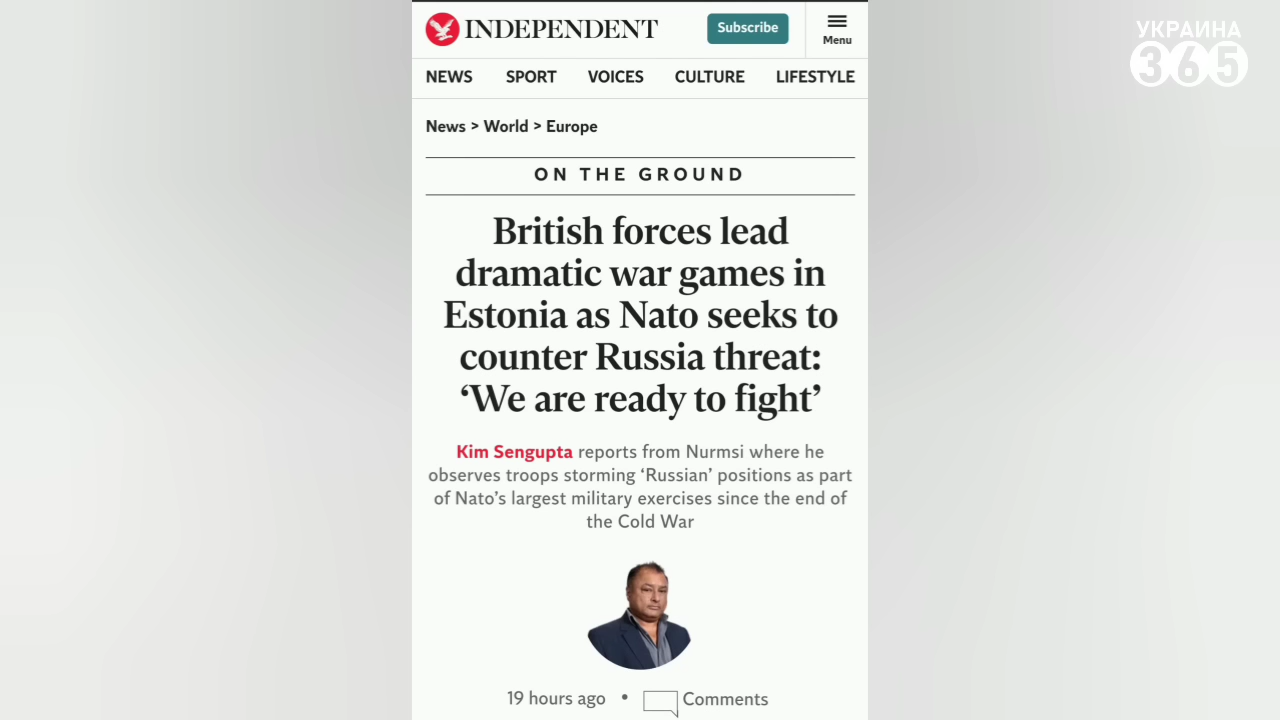 INDEPENDENT
Subscribe
Menu
УКРАИНА
365
NEWS SPORT VOICES CULTURE LIFESTYLE
News > World > Europe
ON THE GROUND
British forces lead
dramatic war games in
Estonia as Nato seeks to
counter Russia threat:
‘We are ready to fight’
Kim Sengupta reports from Nurmsi where he
observes troops storming ‘Russian’ positions as part
of Nato’s largest military exercises since the end of
the Cold War
19 hours ago • Comments